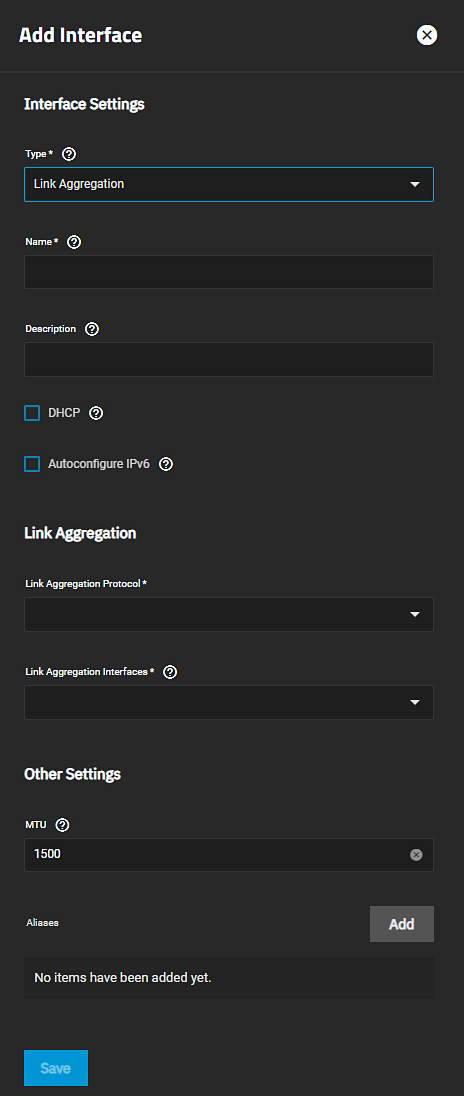 Add Interface
Interface Settings
Type *
Link Aggregation
Name *
Description
DHCP
Autoconfigure IPv6
Link Aggregation
Link Aggregation Protocol *
Link Aggregation Interfaces *
Other Settings
MTU
1500
Aliases
Add
No items have been added yet.
Save